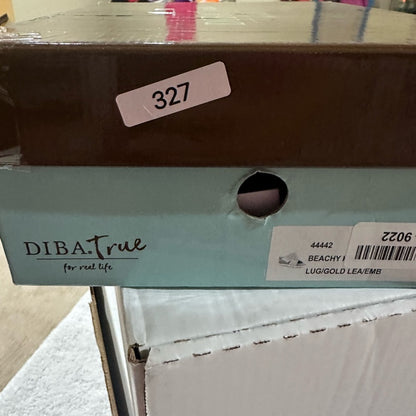 327
DIBA.True
for real life
44442
BEACHY
LUG/GOLD LEA/EMB
9022